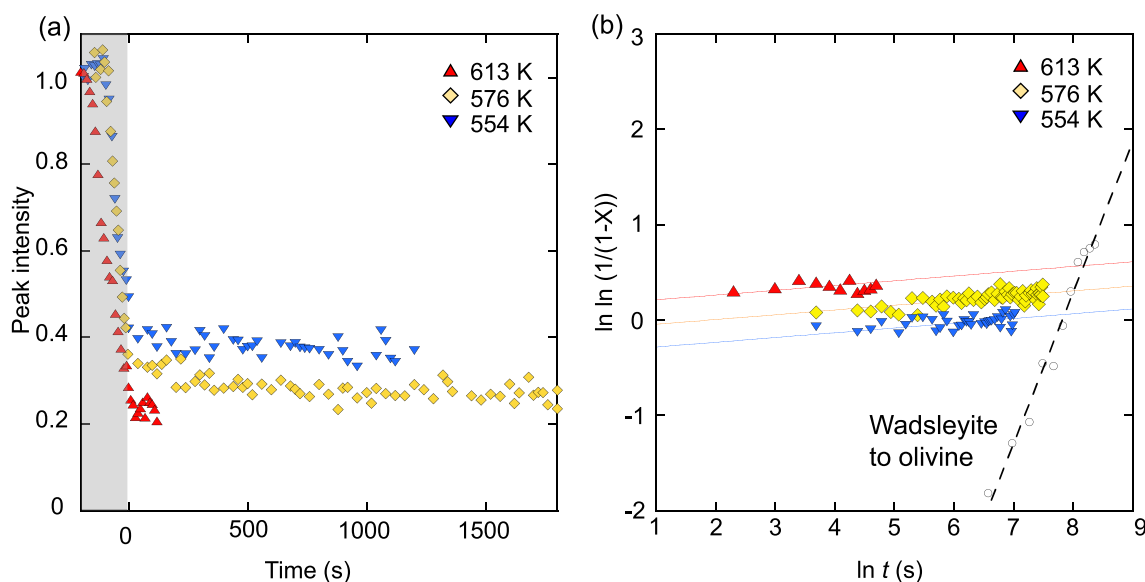 (a)
1.0
0.8
0.6
0.4
0.2
0
Peak intensity
613 K
576 K
554 K
0
500
1000
1500
Time (s)
(b)
3
2
1
0
-1
-2
ln ln (1/(1-X))
613 K
576 K
554 K
Wadsleyite
to olivine
1
2
3
4
5
6
7
8
9
ln t (s)